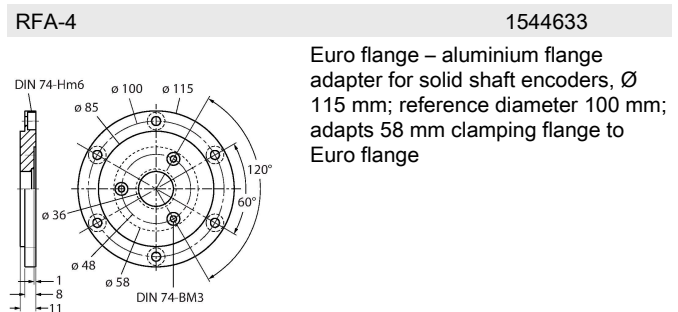 RFA-4 1544633
Euro flange – aluminium flange
adapter for solid shaft encoders, Ø
115 mm; reference diameter 100 mm;
adapts 58 mm clamping flange to
Euro flange
DIN 74-Hm6
ø 100
ø 115
ø 85
120°
60°
ø 36
ø 48
ø 58
DIN 74-BM3
1
8
11